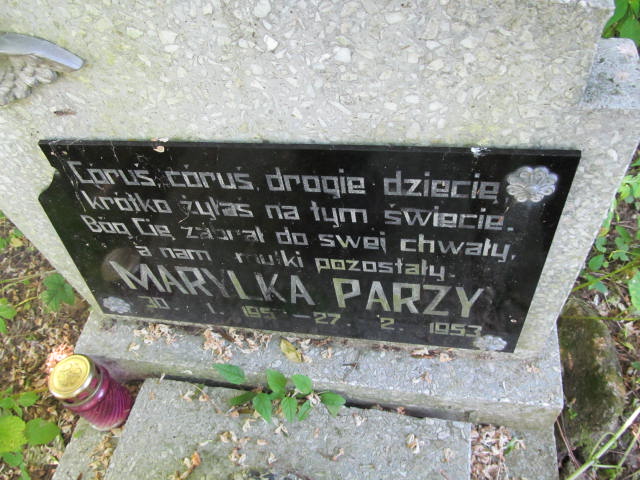 Córuś, córuś, drogie dziecię,
krótko żyłaś na tym świecie.
Bóg Cię zabrał do swej chwały,
a nam smutki pozostały.
MARYLKA PARZY
30. 1. 195 – 27. 2. 1953